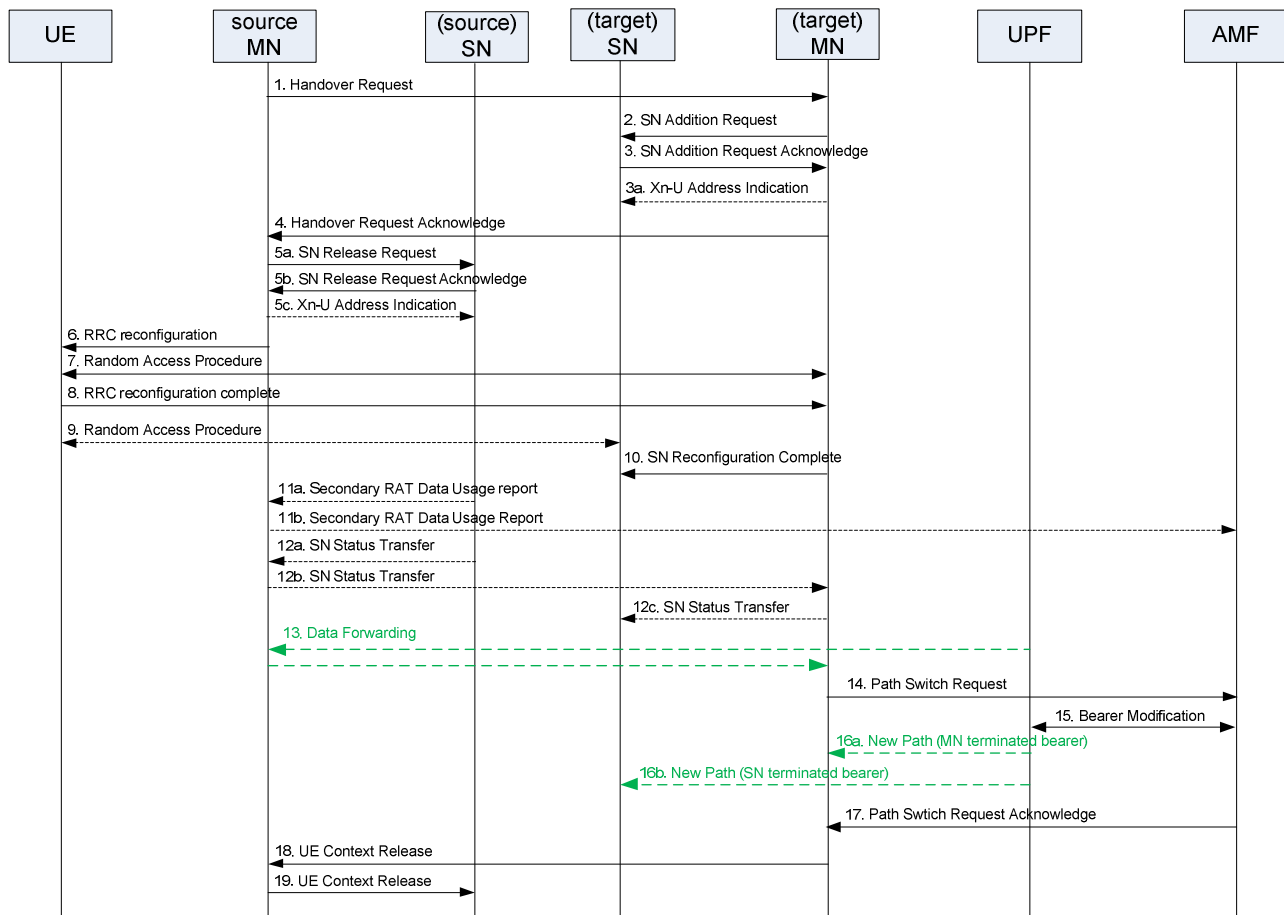 UE
source
MN
(source)
SN
(target)
SN
(target)
MN
UPF
AMF
1. Handover Request
2. SN Addition Request
3. SN Addition Request Acknowledge
3a. Xn-U Address Indication
4. Handover Request Acknowledge
5a. SN Release Request
5b. SN Release Request Acknowledge
5c. Xn-U Address Indication
6. RRC reconfiguration
7. Random Access Procedure
8. RRC reconfiguration complete
9. Random Access Procedure
10. SN Reconfiguration Complete
11a. Secondary RAT Data Usage report
11b. Secondary RAT Data Usage Report
12a. SN Status Transfer
12b. SN Status Transfer
12c. SN Status Transfer
13. Data Forwarding
14. Path Switch Request
15. Bearer Modification
16a. New Path (MN terminated bearer)
16b. New Path (SN terminated bearer)
17. Path Swtich Request Acknowledge
18. UE Context Release
19. UE Context Release